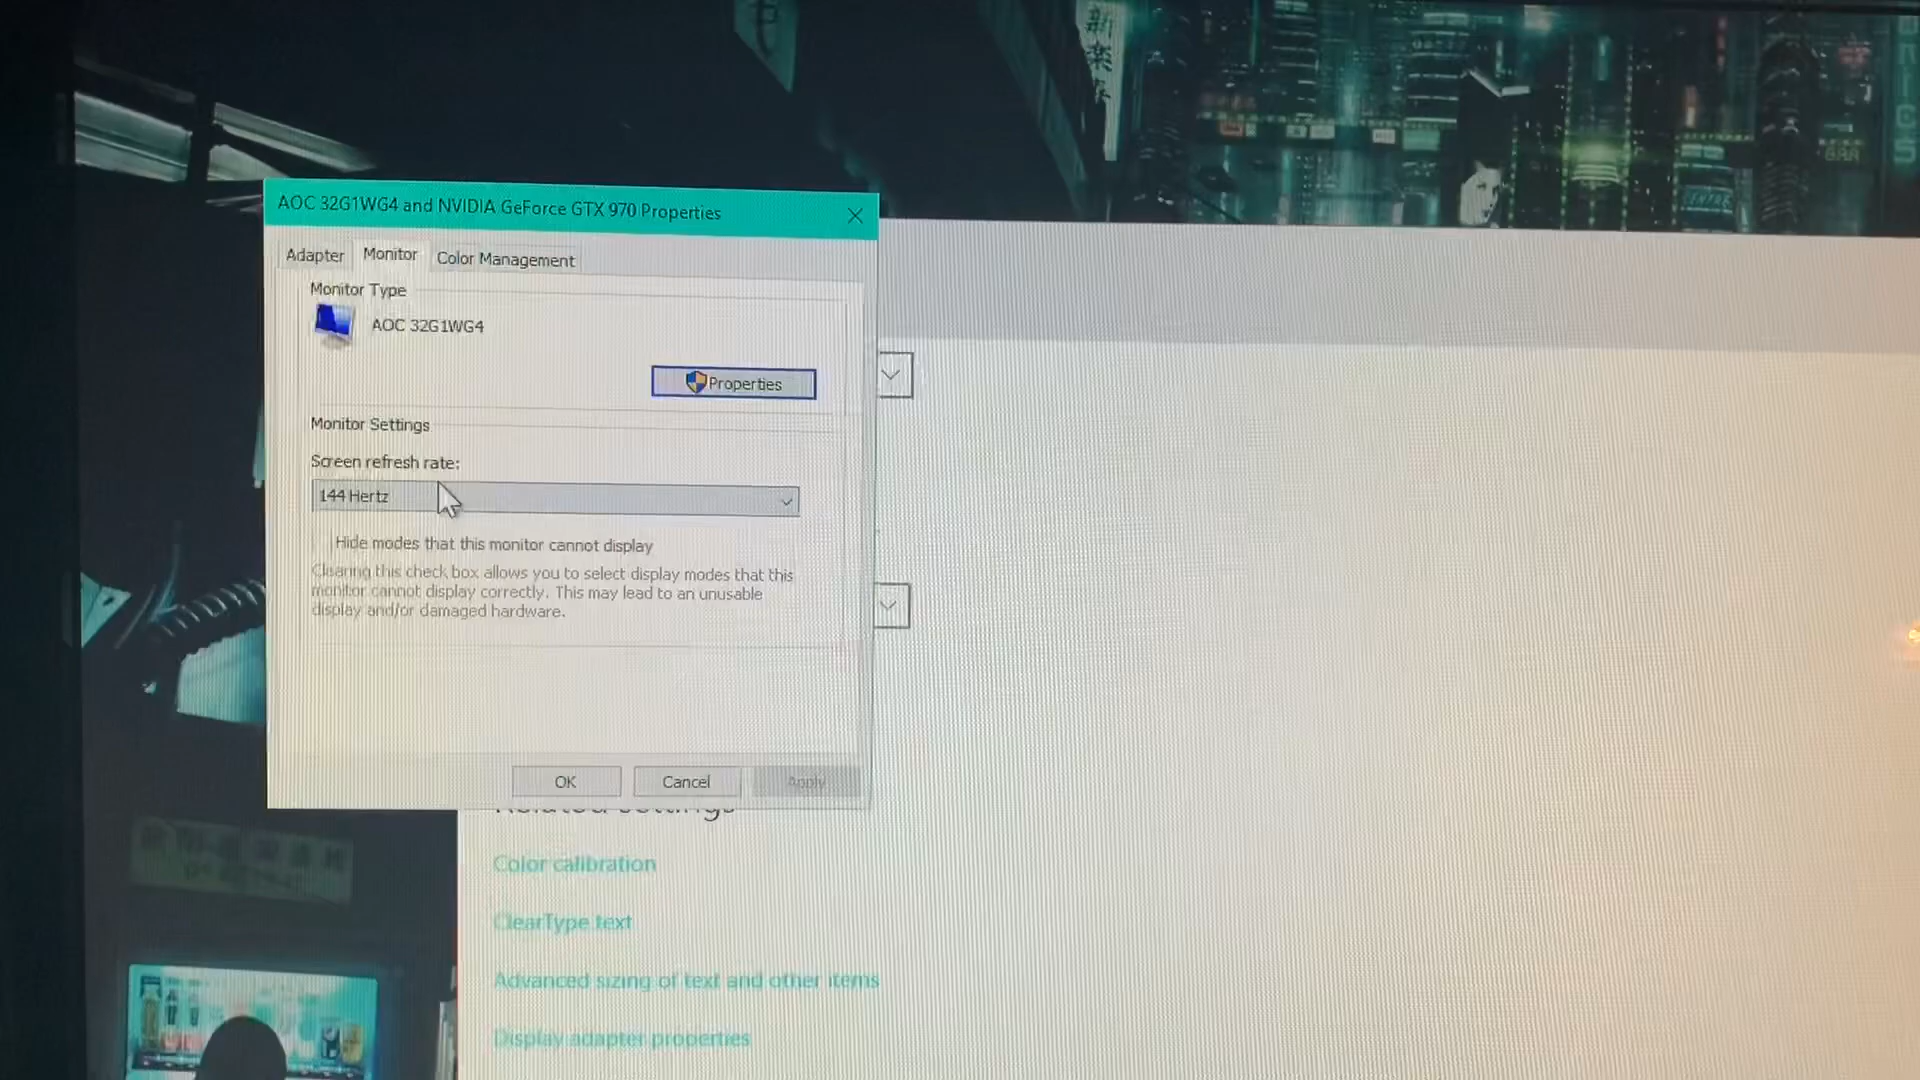 AOC 32G1WG4 and NVIDIA GeForce GTX 970 Properties
Adapter Monitor Color Management
Monitor Type
AOC 32G1WG4
Properties
Monitor Settings
Screen refresh rate:
144 Hertz
Hide modes that this monitor cannot display
Clearing this check box allows you to select display modes that this
monitor cannot display correctly. This may lead to an unusable
display and/or damaged hardware.
OK Cancel Apply
Related settings
Color calibration
ClearType text
Advanced sizing of text and other items
Display adapter properties